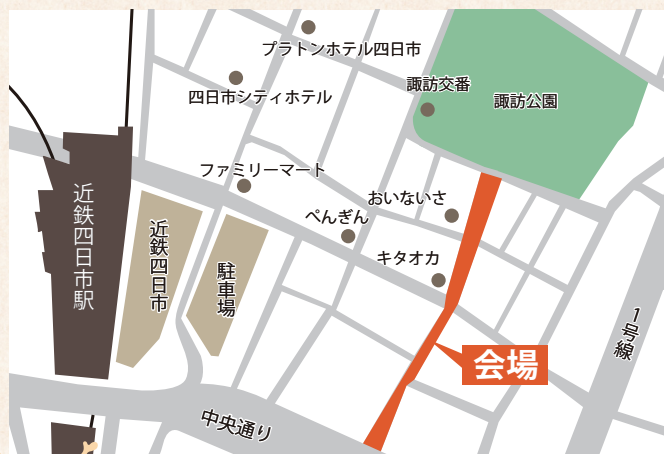 プラトンホテル四日市
諏訪交番
諏訪公園
四日市シティホテル
ファミリーマート
おいないさ
ぺんぎん
キタオカ
近鉄四日市駅
近鉄四日市
駐車場
1号線
会場
中央通り